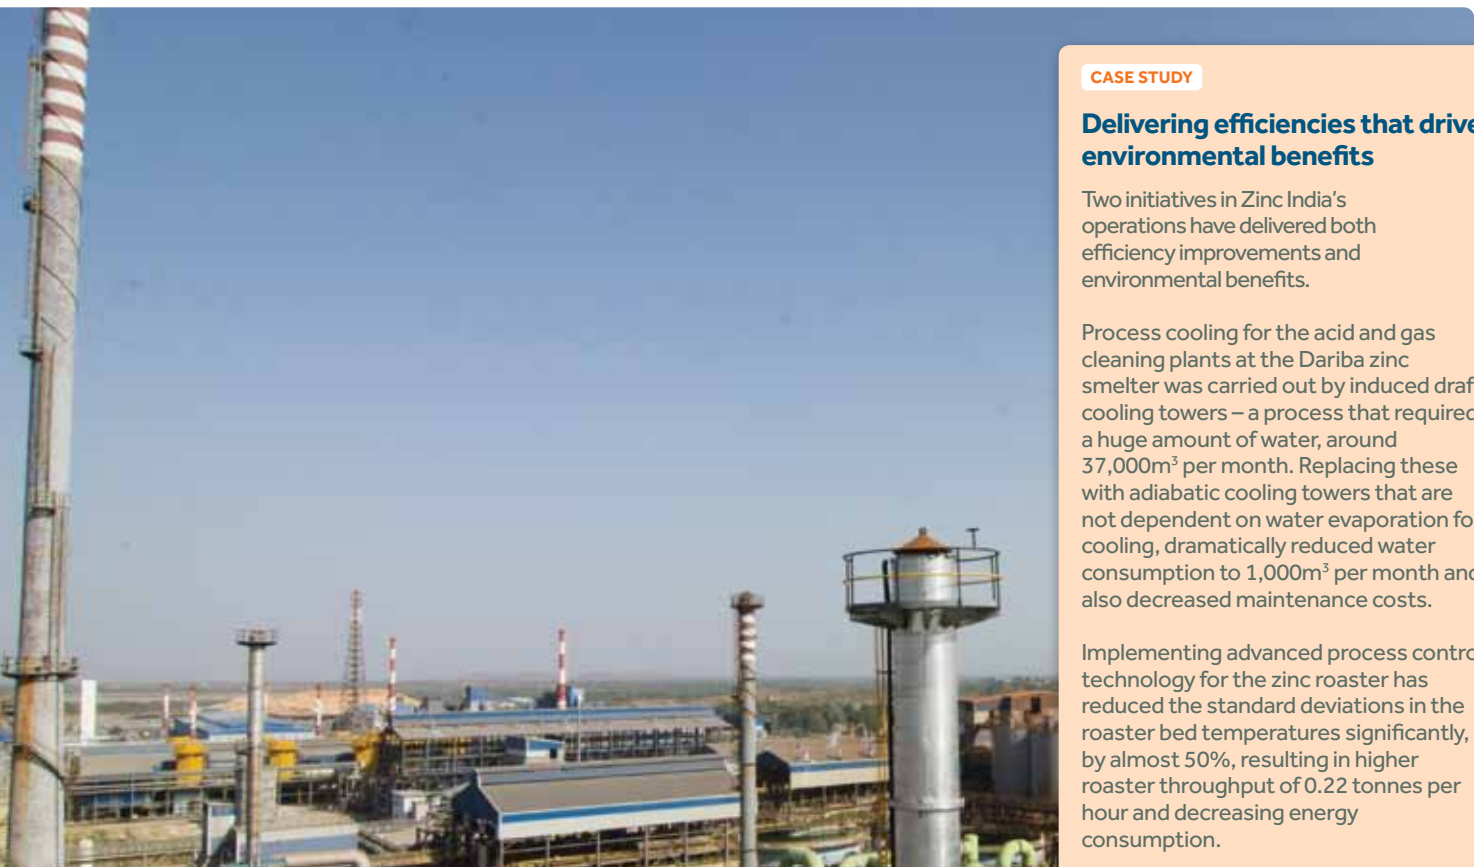 CASE STUDY
Delivering efficiencies that drive
environmental benefits
Two initiatives in Zinc India’s
operations have delivered both
efficiency improvements and
environmental benefits.
Process cooling for the acid and gas
cleaning plants at the Dariba zinc
smelter was carried out by induced draf
cooling towers – a process that required
a huge amount of water, around
37,000m³ per month. Replacing these
with adiabatic cooling towers that are
not dependent on water evaporation fo
cooling, dramatically reduced water
consumption to 1,000m³ per month and
also decreased maintenance costs.
Implementing advanced process contro
technology for the zinc roaster has
reduced the standard deviations in the
roaster bed temperatures significantly,
by almost 50%, resulting in higher
roaster throughput of 0.22 tonnes per
hour and decreasing energy
consumption.